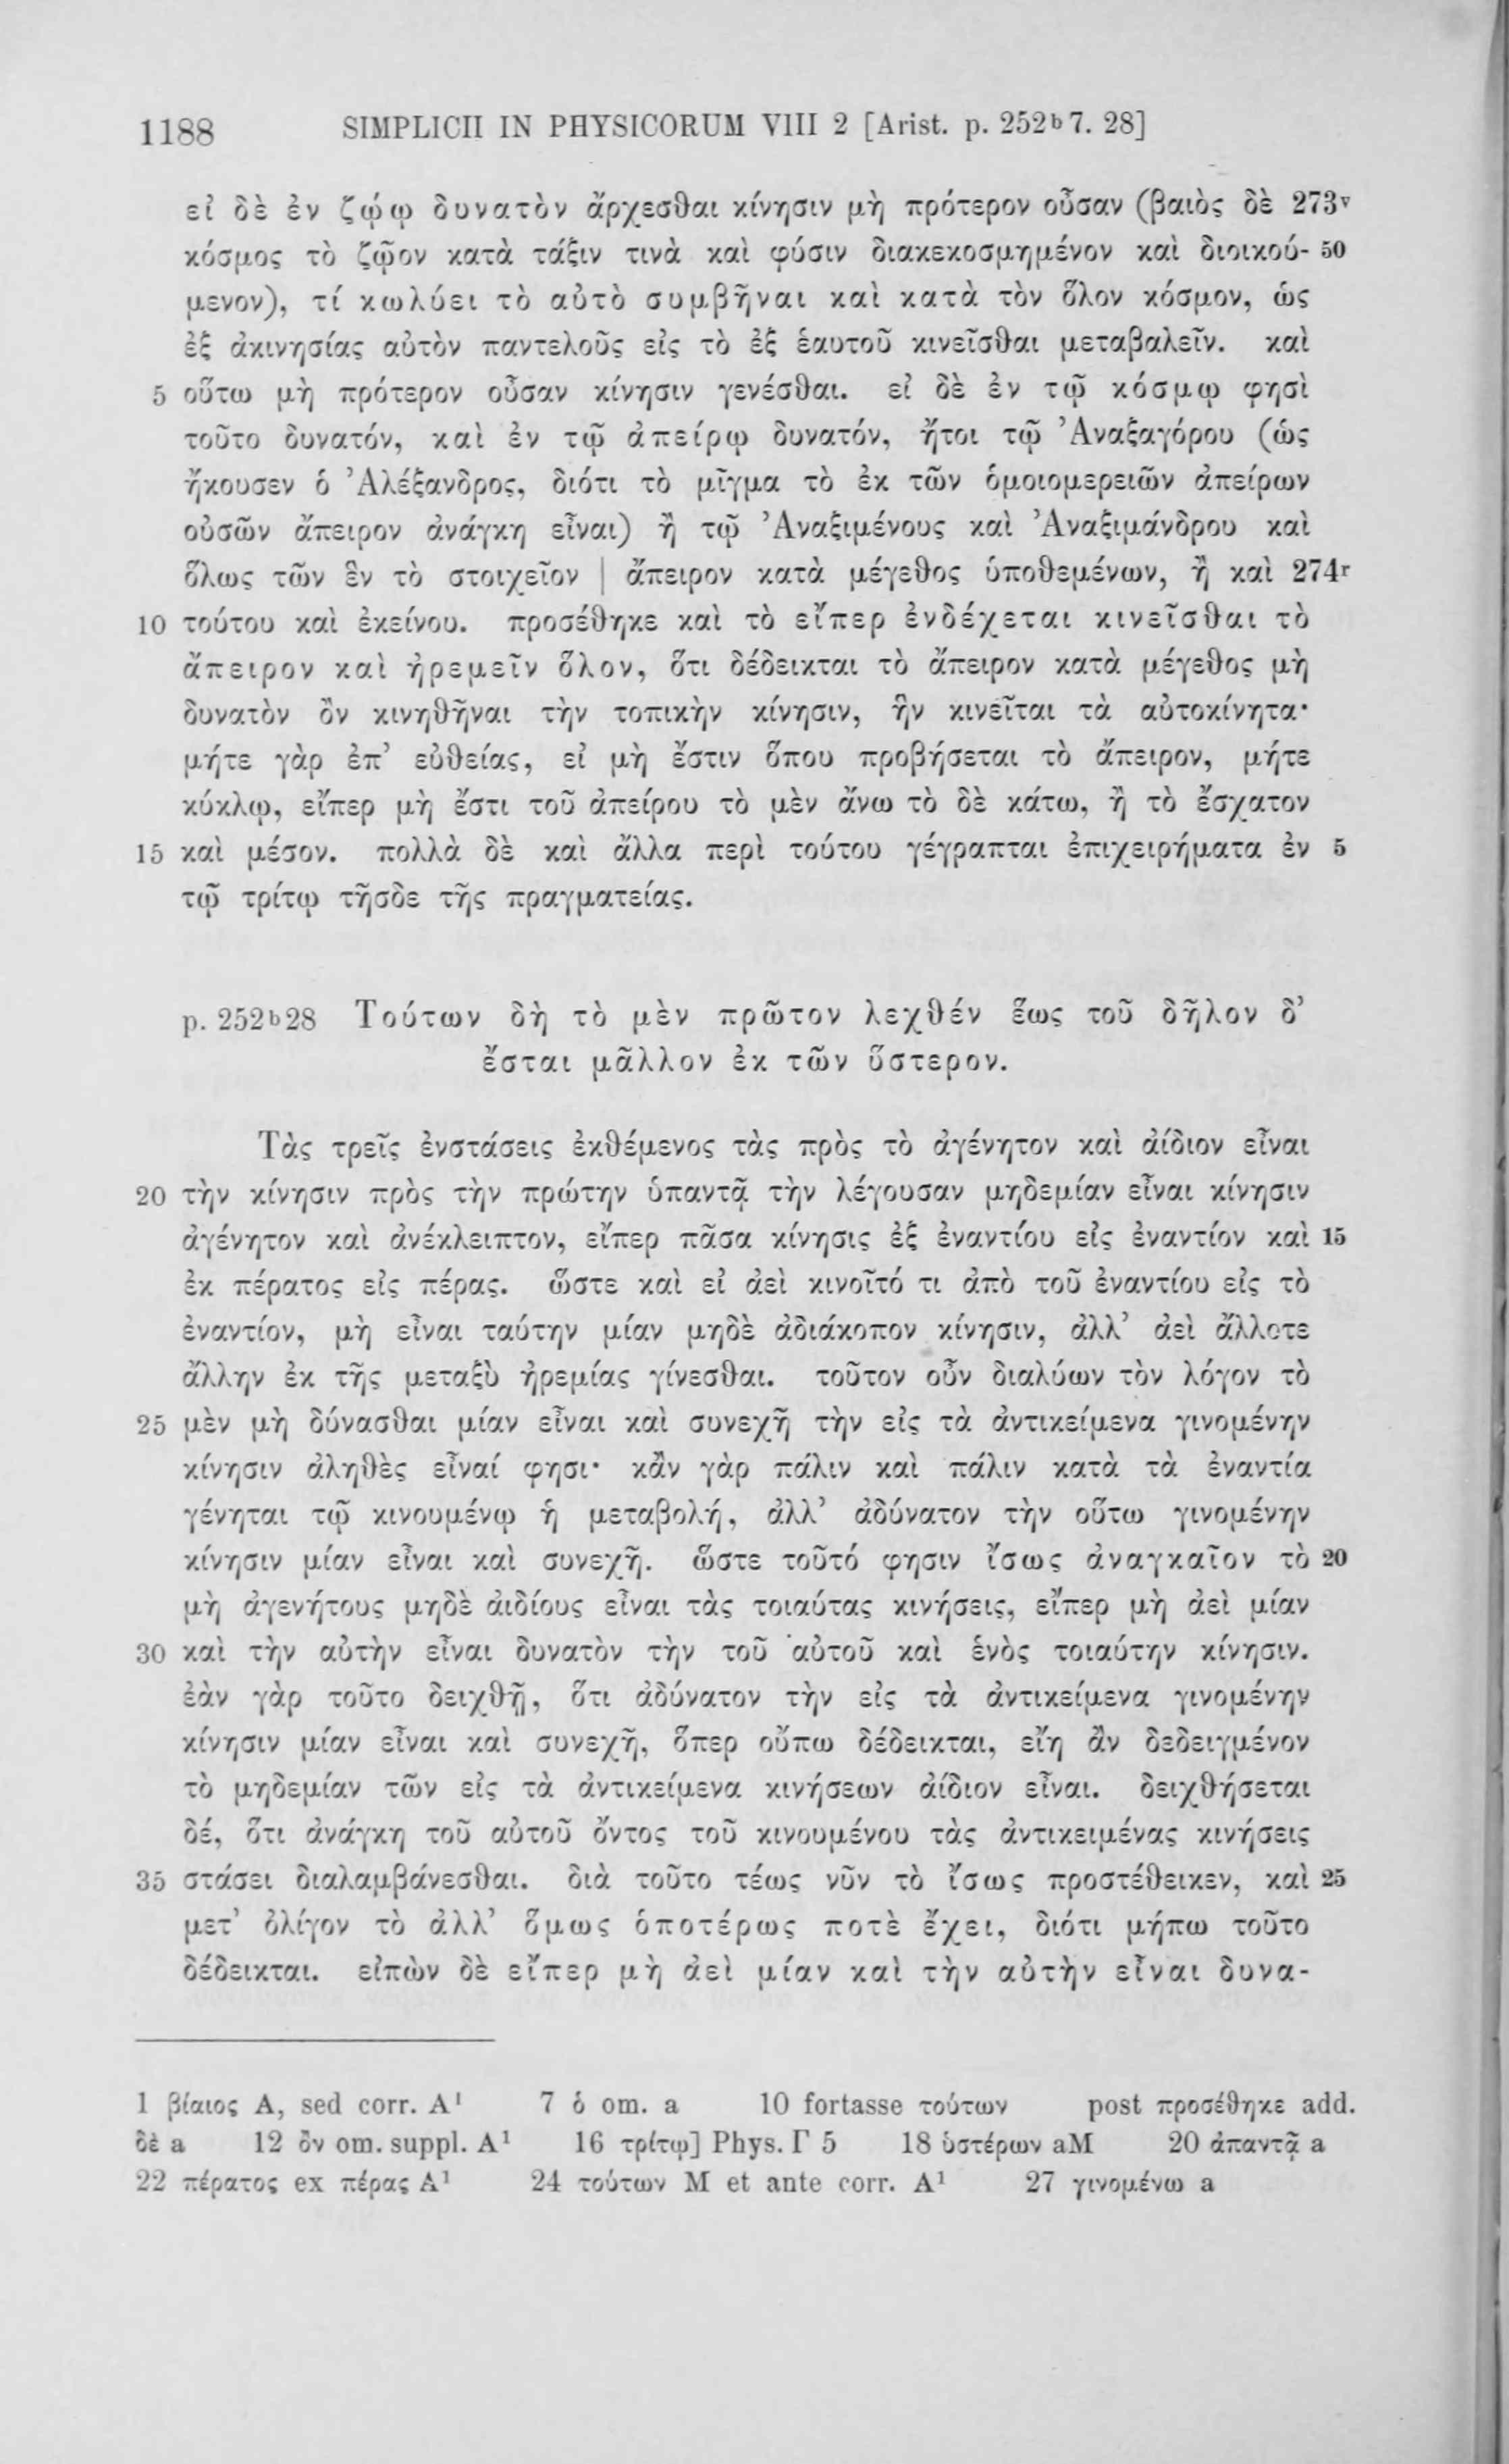 1188 SIMPLICII IN PHYSICORUM VIII 2 [Arist. p. 252ᵇ7. 28]
εἰ δὲ ἐν ζῴῳ δυνατὸν ἄρχεσθαι κίνησιν μὴ πρότερον οὖσαν (βαιὸς δὲ 273ᵛ
κόσμος τὸ ζῷον κατὰ τάξιν τινὰ καὶ φύσιν διακεκοσμημένον καὶ διοικού- 50
μενον), τί κωλύει τὸ αὐτὸ συμβῆναι καὶ κατὰ τὸν ὅλον κόσμον, ὡς
ἐξ ἀκινησίας αὐτὸν παντελοῦς εἰς τὸ ἐξ ἑαυτοῦ κινεῖσθαι μεταβαλεῖν. καὶ
5 οὕτω μὴ πρότερον οὖσαν κίνησιν γενέσθαι. εἰ δὲ ἐν τῷ κόσμῳ φησὶ
τοῦτο δυνατόν, καὶ ἐν τῷ ἀπείρῳ δυνατόν, ἤτοι τῷ Ἀναξαγόρου (ὡς
ἤκουσεν ὁ Ἀλέξανδρος, διότι τὸ μῖγμα τὸ ἐκ τῶν ὁμοιομερειῶν ἀπείρων
οὐσῶν ἄπειρον ἀνάγκη εἶναι) ἢ τῷ Ἀναξιμένους καὶ Ἀναξιμάνδρου καὶ
ὅλως τῶν ἓν τὸ στοιχεῖον | ἄπειρον κατὰ μέγεθος ὑποθεμένων, ἢ καὶ 274ʳ
10 τούτου καὶ ἐκείνου. προσέθηκε καὶ τὸ εἴπερ ἐνδέχεται κινεῖσθαι τὸ
ἄπειρον καὶ ἠρεμεῖν ὅλον, ὅτι δέδεικται τὸ ἄπειρον κατὰ μέγεθος μὴ
δυνατὸν ὂν κινηθῆναι τὴν τοπικὴν κίνησιν, ἣν κινεῖται τὰ αὐτοκίνητα·
μήτε γὰρ ἐπ’ εὐθείας, εἰ μὴ ἔστιν ὅπου προβήσεται τὸ ἄπειρον, μήτε
κύκλῳ, εἴπερ μὴ ἔστι τοῦ ἀπείρου τὸ μὲν ἄνω τὸ δὲ κάτω, ἢ τὸ ἔσχατον
15 καὶ μέσον. πολλὰ δὲ καὶ ἄλλα περὶ τούτου γέγραπται ἐπιχειρήματα ἐν 5
τῷ τρίτῳ τῆσδε τῆς πραγματείας.
p. 252ᵇ28 Τούτων δὴ τὸ μὲν πρῶτον λεχθέν ἕως τοῦ δῆλον δ’
ἔσται μᾶλλον ἐκ τῶν ὕστερον.
Τὰς τρεῖς ἐνστάσεις ἐκθέμενος τὰς πρὸς τὸ ἀγένητον καὶ ἀίδιον εἶναι
20 τὴν κίνησιν πρὸς τὴν πρώτην ὑπαντᾷ τὴν λέγουσαν μηδεμίαν εἶναι κίνησιν
ἀγένητον καὶ ἀνέκλειπτον, εἴπερ πᾶσα κίνησις ἐξ ἐναντίου εἰς ἐναντίον καὶ 15
ἐκ πέρατος εἰς πέρας. ὥστε καὶ εἰ ἀεὶ κινοῖτό τι ἀπὸ τοῦ ἐναντίου εἰς τὸ
ἐναντίον, μὴ εἶναι ταύτην μίαν μηδὲ ἀδιάκοπον κίνησιν, ἀλλ’ ἀεὶ ἄλλοτε
ἄλλην ἐκ τῆς μεταξὺ ἠρεμίας γίνεσθαι. τοῦτον οὖν διαλύων τὸν λόγον τὸ
25 μὲν μὴ δύνασθαι μίαν εἶναι καὶ συνεχῆ τὴν εἰς τὰ ἀντικείμενα γινομένην
κίνησιν ἀληθὲς εἶναί φησι· κἂν γὰρ πάλιν καὶ πάλιν κατὰ τὰ ἐναντία
γένηται τῷ κινουμένῳ ἡ μεταβολή, ἀλλ’ ἀδύνατον τὴν οὕτω γινομένην
κίνησιν μίαν εἶναι καὶ συνεχῆ. ὥστε τοῦτό φησιν ἴσως ἀναγκαῖον τὸ 20
μὴ ἀγενήτους μηδὲ ἀιδίους εἶναι τὰς τοιαύτας κινήσεις, εἴπερ μὴ ἀεὶ μίαν
30 καὶ τὴν αὐτὴν εἶναι δυνατὸν τὴν τοῦ αὐτοῦ καὶ ἑνὸς τοιαύτην κίνησιν.
ἐὰν γὰρ τοῦτο δειχθῇ, ὅτι ἀδύνατον τὴν εἰς τὰ ἀντικείμενα γινομένην
κίνησιν μίαν εἶναι καὶ συνεχῆ, ὅπερ οὔπω δέδεικται, εἴη ἂν δεδειγμένον
τὸ μηδεμίαν τῶν εἰς τὰ ἀντικείμενα κινήσεων ἀίδιον εἶναι. δειχθήσεται
δέ, ὅτι ἀνάγκη τοῦ αὐτοῦ ὄντος τοῦ κινουμένου τὰς ἀντικειμένας κινήσεις
35 στάσει διαλαμβάνεσθαι. διὰ τοῦτο τέως νῦν τὸ ἴσως προστέθεικεν, καὶ 25
μετ’ ὀλίγον τὸ ἀλλ’ ὅμως ὁποτέρως ποτὲ ἔχει, διότι μήπω τοῦτο
δέδεικται. εἰπὼν δὲ εἴπερ μὴ ἀεὶ μίαν καὶ τὴν αὐτὴν εἶναι δυνα-
1 βίαιος A, sed corr. A¹ 7 ὁ om. a 10 fortasse τούτων post προσέθηκε add.
δὲ a 12 ὂν om. suppl. A¹ 16 τρίτῳ] Phys. Γ 5 18 ὑστέρων aM 20 ἀπαντᾷ a
22 πέρατος ex πέρας A¹ 24 τούτων M et ante corr. A¹ 27 γινομένω a